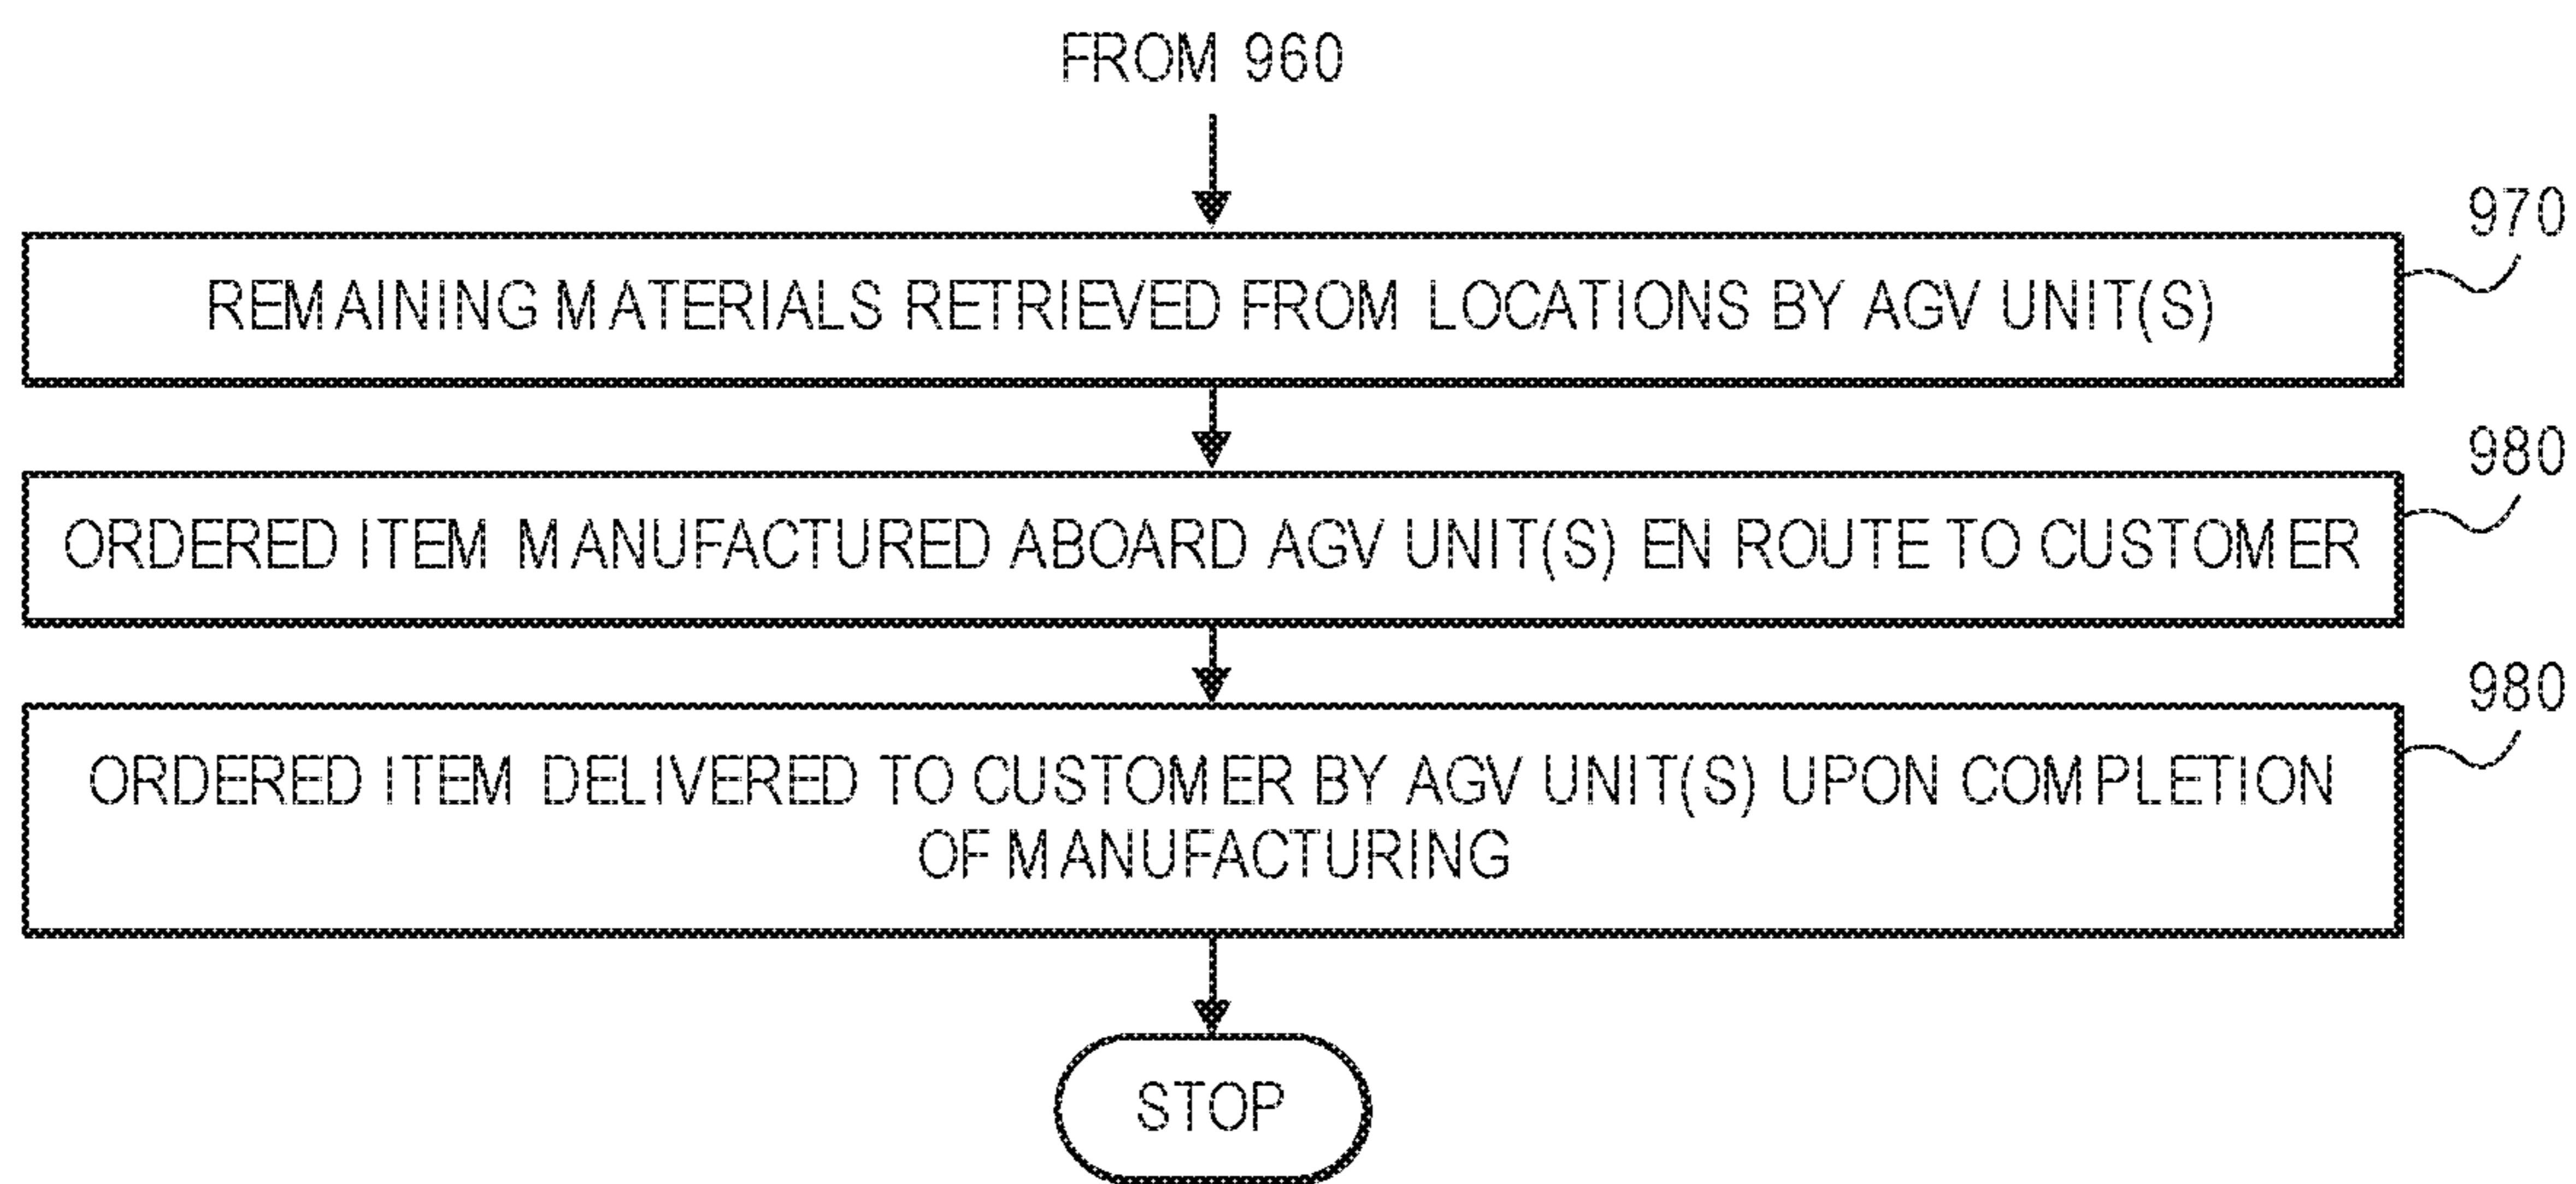 FROM 960
970
REMAINING MATERIALS RETRIEVED FROM LOCATIONS BY AGV UNIT(S)
980
ORDERED ITEM MANUFACTURED ABOARD AGV UNIT(S) EN ROUTE TO CUSTOMER
980
ORDERED ITEM DELIVERED TO CUSTOMER BY AGV UNIT(S) UPON COMPLETION
OF MANUFACTURING
STOP